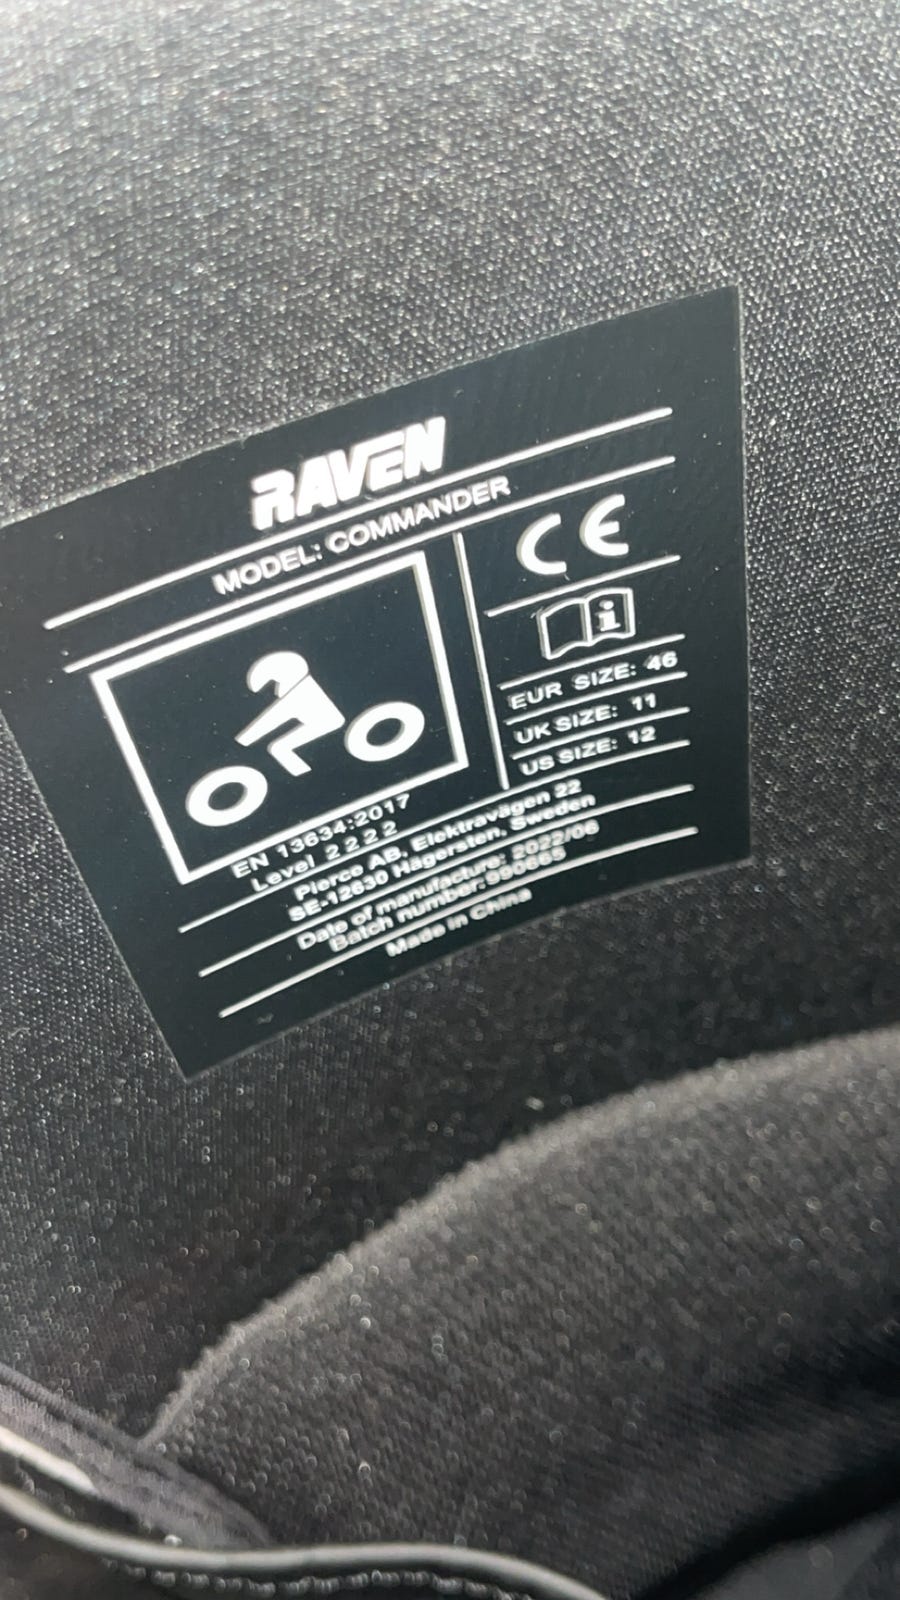 RAVEN
MODEL: COMMANDER
CE
i
EUR SIZE: 46
UK SIZE: 11
US SIZE: 12
EN 13634:2017
Level 2 2 2 2
Pierce AB, Elektravägen 22
SE-12630 Hägersten, Sweden
Date of manufacture: 2022/06
Batch number:990665
Made in China